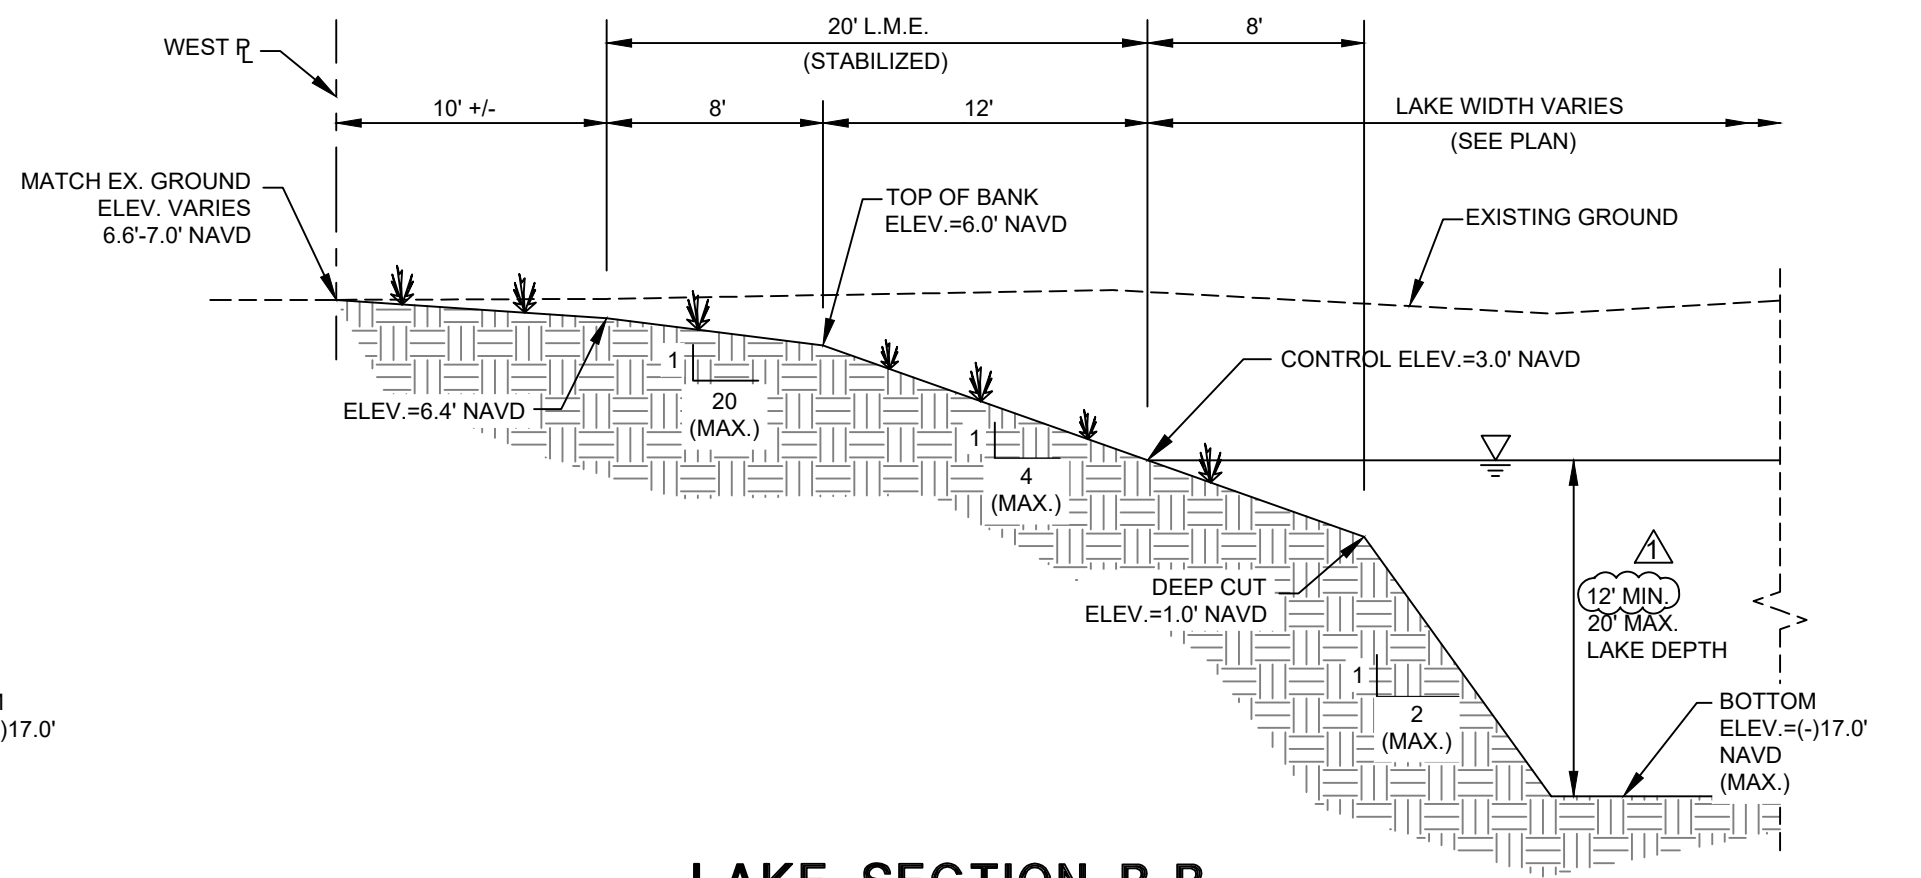 20' L.M.E.
(STABILIZED)
8'
WEST ⅊
10' +/-
8'
12'
LAKE WIDTH VARIES
(SEE PLAN)
MATCH EX. GROUND
ELEV. VARIES
6.6'-7.0' NAVD
TOP OF BANK
ELEV.=6.0' NAVD
EXISTING GROUND
CONTROL ELEV.=3.0' NAVD
ELEV.=6.4' NAVD
1
20
(MAX.)
1
4
(MAX.)
DEEP CUT
ELEV.=1.0' NAVD
1
12' MIN.
20' MAX.
LAKE DEPTH
1
2
(MAX.)
BOTTOM
ELEV.=(-)17.0'
NAVD
(MAX.)
)17.0'
LAKE SECTION B-B